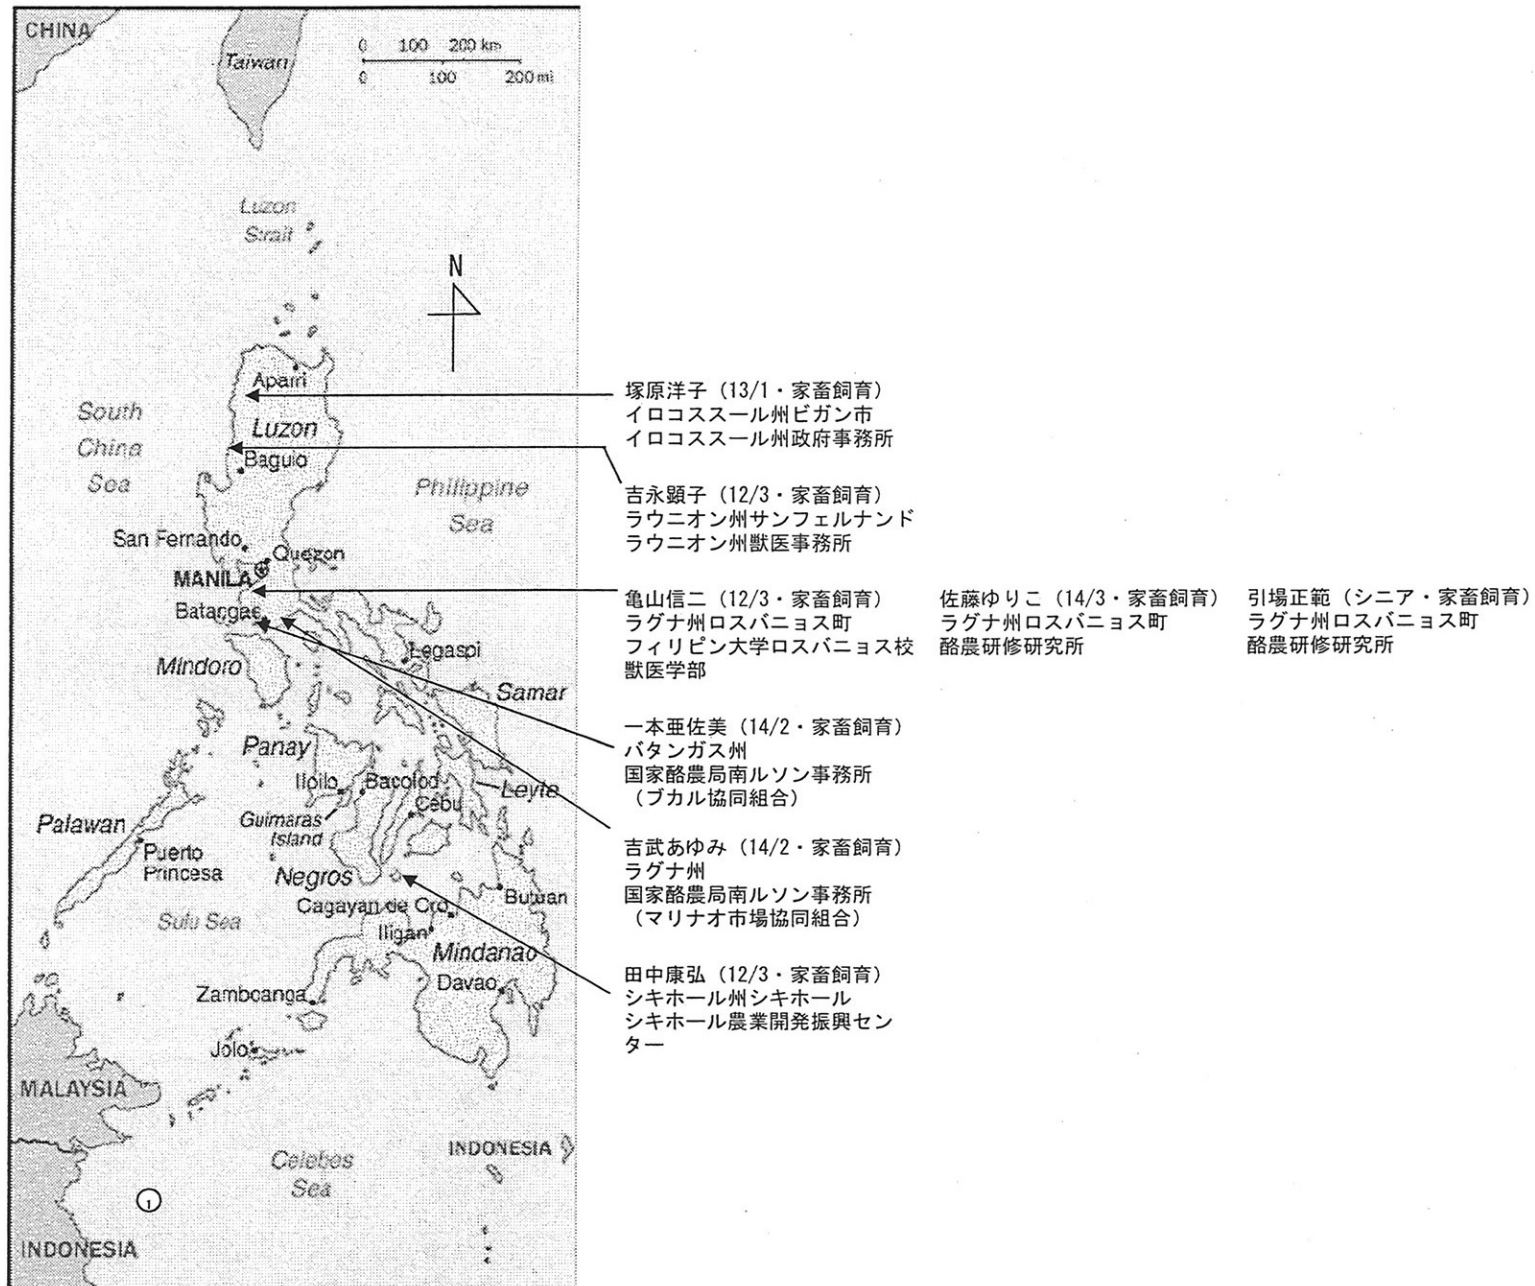 CHINA
Taiwan
0 100 200 km
0 100 200 mi
Luzon
Strait
N
Aparri
South
China
Sea
Luzon
Baguio
Philippine
Sea
San Fernando
Quezon
MANILA
Batangas
Mindoro
Legaspi
Samar
Panay
Iloilo
Bacolod
Leyte
Cebu
Guimaras
Island
Palawan
Puerto
Princesa
Negros
Butuan
Sulu Sea
Cagayan de Oro
Iligan
Mindanao
Davao
Zamboanga
Jolo
MALAYSIA
INDONESIA
Celebes
Sea
1
INDONESIA
塚原洋子（13/1・家畜飼育）
イロコススール州ビガン市
イロコススール州政府事務所
吉永顕子（12/3・家畜飼育）
ラウニオン州サンフェルナンド
ラウニオン州獣医事務所
亀山信二（12/3・家畜飼育）
ラグナ州ロスバニョス町
フィリピン大学ロスバニョス校
獣医学部
佐藤ゆりこ（14/3・家畜飼育）
ラグナ州ロスバニョス町
酪農研修研究所
引場正範（シニア・家畜飼育）
ラグナ州ロスバニョス町
酪農研修研究所
一本亜佐美（14/2・家畜飼育）
バタンガス州
国家酪農局南ルソン事務所
（ブカル協同組合）
吉武あゆみ（14/2・家畜飼育）
ラグナ州
国家酪農局南ルソン事務所
（マリナオ市場協同組合）
田中康弘（12/3・家畜飼育）
シキホール州シキホール
シキホール農業開発振興セン
ター